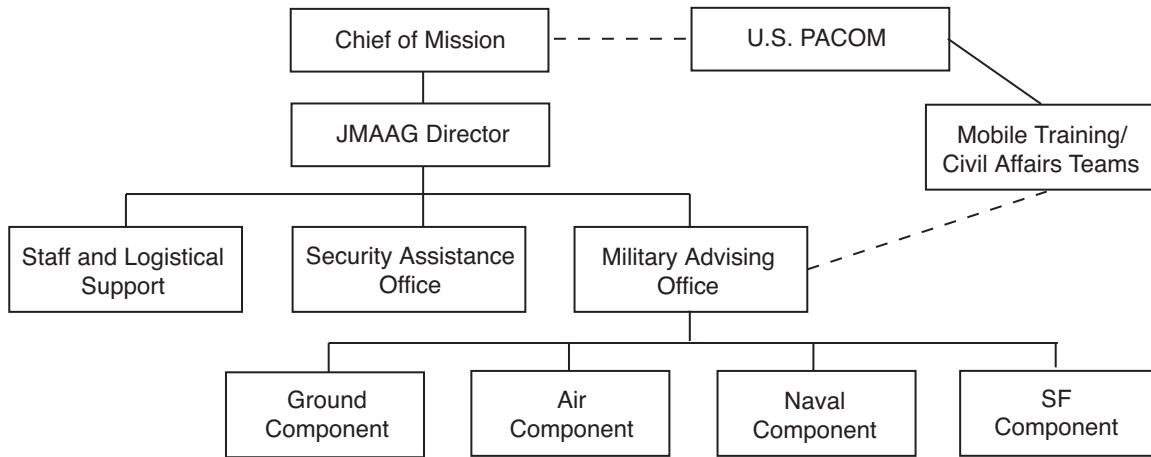 Chief of Mission
U.S. PACOM
JMAAG Director
Mobile Training/
Civil Affairs Teams
Staff and Logistical
Support
Security Assistance
Office
Military Advising
Office
Ground
Component
Air
Component
Naval
Component
SF
Component